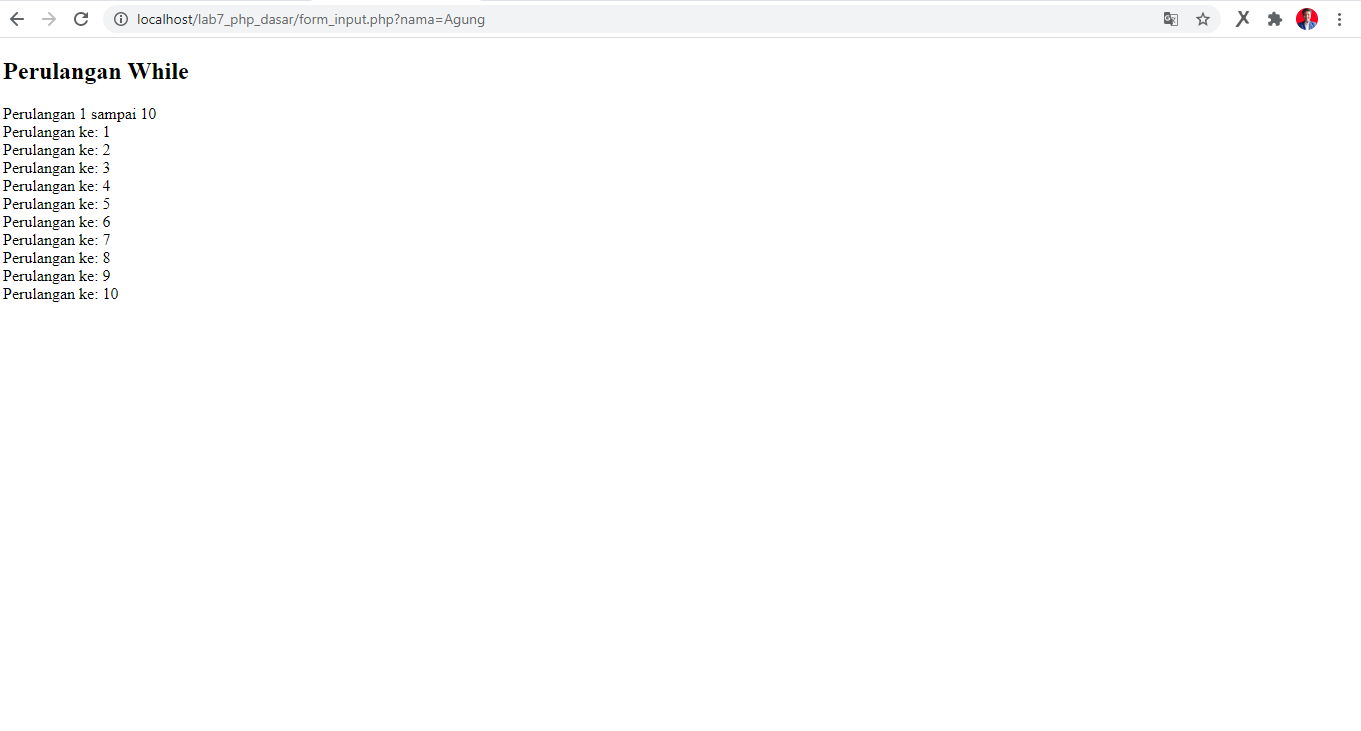 localhost/lab7_php_dasar/form_input.php?nama=Agung
Perulangan While
Perulangan 1 sampai 10
Perulangan ke: 1
Perulangan ke: 2
Perulangan ke: 3
Perulangan ke: 4
Perulangan ke: 5
Perulangan ke: 6
Perulangan ke: 7
Perulangan ke: 8
Perulangan ke: 9
Perulangan ke: 10